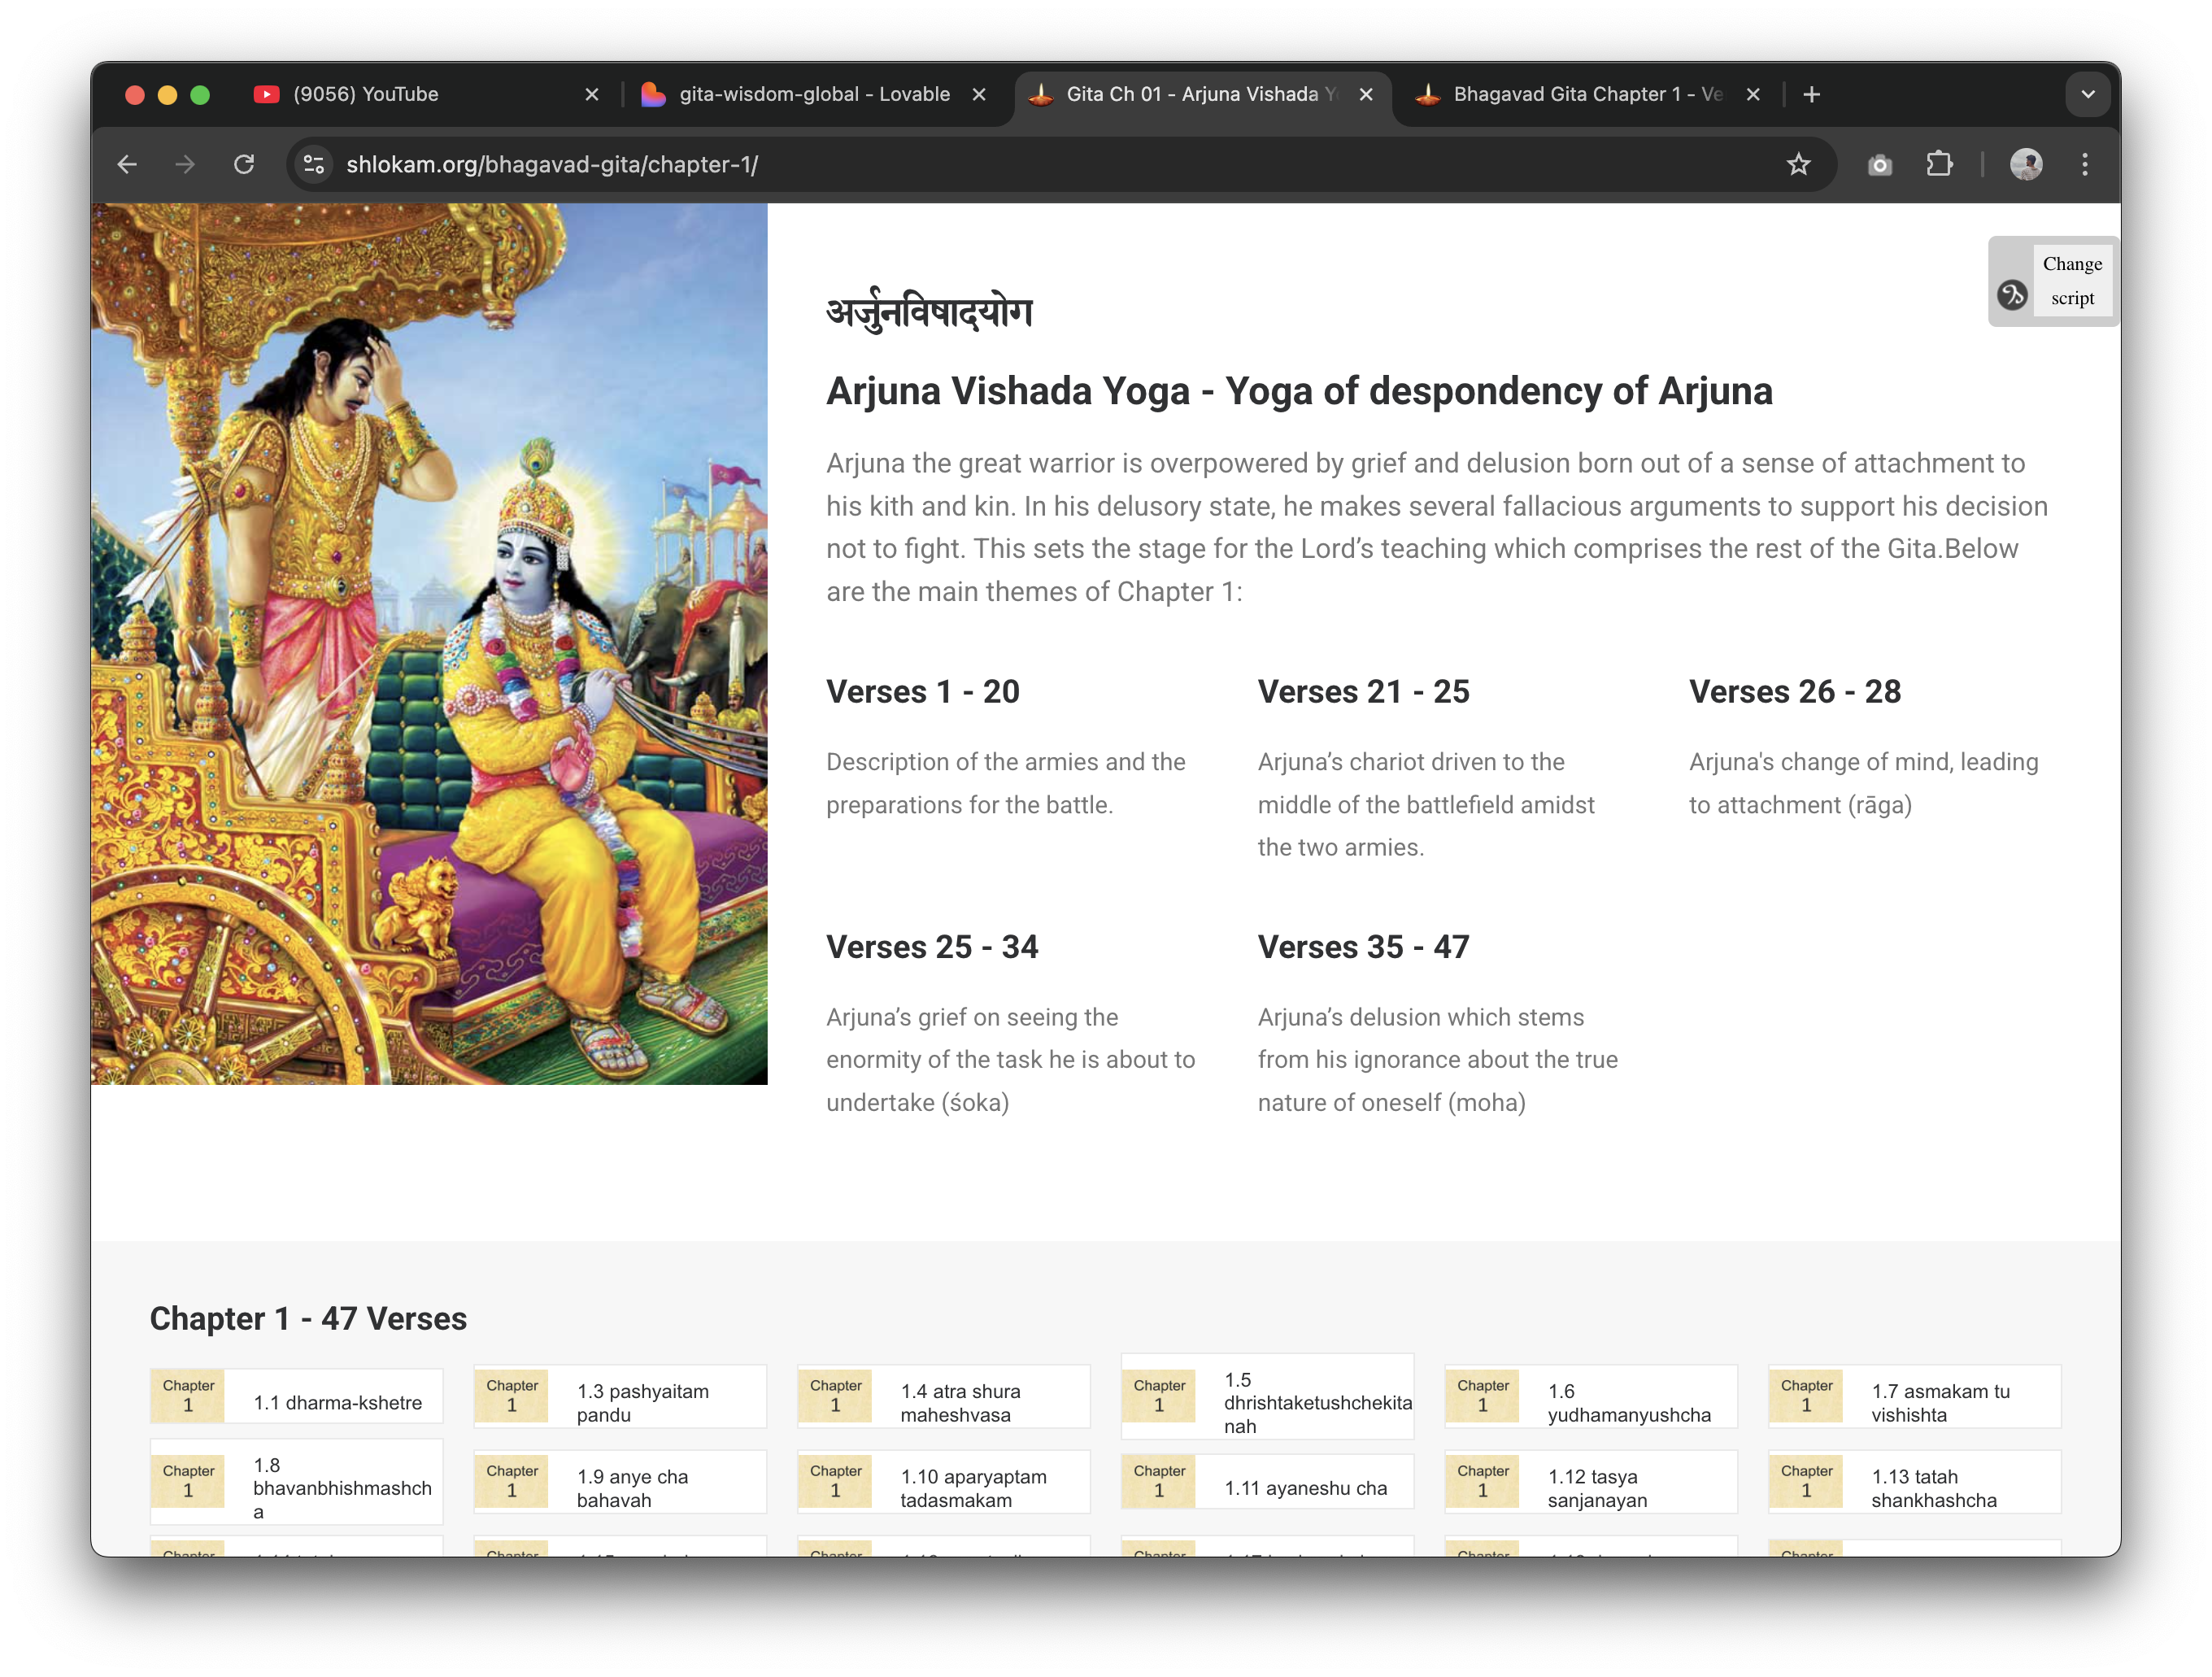 (9056) YouTube
gita-wisdom-global - Lovable
Gita Ch 01 - Arjuna Vishada
Bhagavad Gita Chapter 1 -
shlokam.org/bhagavad-gita/chapter-1/
Change
script
अर्जुनविषादयोग
Arjuna Vishada Yoga - Yoga of despondency of Arjuna
Arjuna the great warrior is overpowered by grief and delusion born out of a sense of attachment to
his kith and kin. In his delusory state, he makes several fallacious arguments to support his decision
not to fight. This sets the stage for the Lord’s teaching which comprises the rest of the Gita.Below
are the main themes of Chapter 1:
Verses 1 - 20
Description of the armies and the
preparations for the battle.
Verses 21 - 25
Arjuna’s chariot driven to the
middle of the battlefield amidst
the two armies.
Verses 26 - 28
Arjuna's change of mind, leading
to attachment (rāga)
Verses 25 - 34
Arjuna’s grief on seeing the
enormity of the task he is about to
undertake (śoka)
Verses 35 - 47
Arjuna’s delusion which stems
from his ignorance about the true
nature of oneself (moha)
Chapter 1 - 47 Verses
Chapter
1
1.1 dharma-kshetre
Chapter
1
1.3 pashyaitam
pandu
Chapter
1
1.4 atra shura
maheshvasa
Chapter
1
1.5
dhrishtaketushchekita
nah
Chapter
1
1.6
yudhamanyushcha
Chapter
1
1.7 asmakam tu
vishishta
Chapter
1
1.8
bhavanbhishmashch
a
Chapter
1
1.9 anye cha
bahavah
Chapter
1
1.10 aparyaptam
tadasmakam
Chapter
1
1.11 ayaneshu cha
Chapter
1
1.12 tasya
sanjanayan
Chapter
1
1.13 tatah
shankhashcha